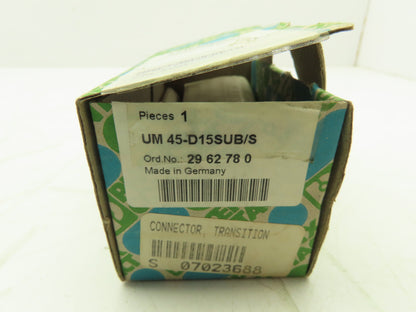 Pieces 1
UM 45-D15SUB/S
Ord.No.: 29 62 78 0
Made in Germany
CONNECTOR, TRANSITION
S 07023688